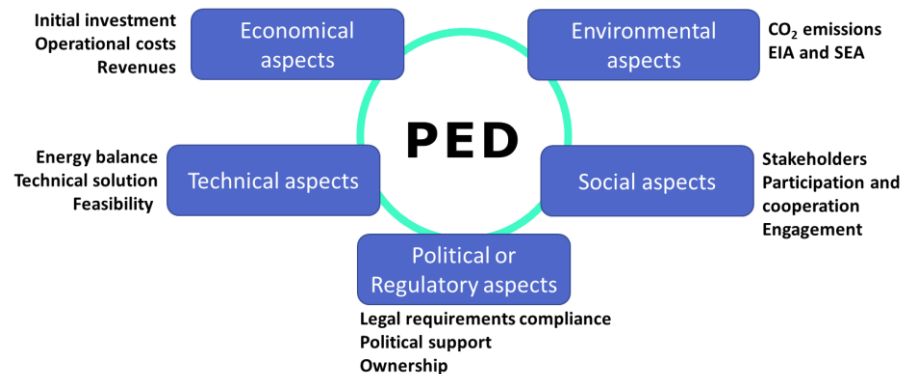 Initial investment
Operational costs
Revenues
Economical
aspects
Environmental
aspects
CO₂ emissions
EIA and SEA
PED
Energy balance
Technical solution
Feasibility
Technical aspects
Social aspects
Stakeholders
Participation and
cooperation
Engagement
Political or
Regulatory aspects
Legal requirements compliance
Political support
Ownership